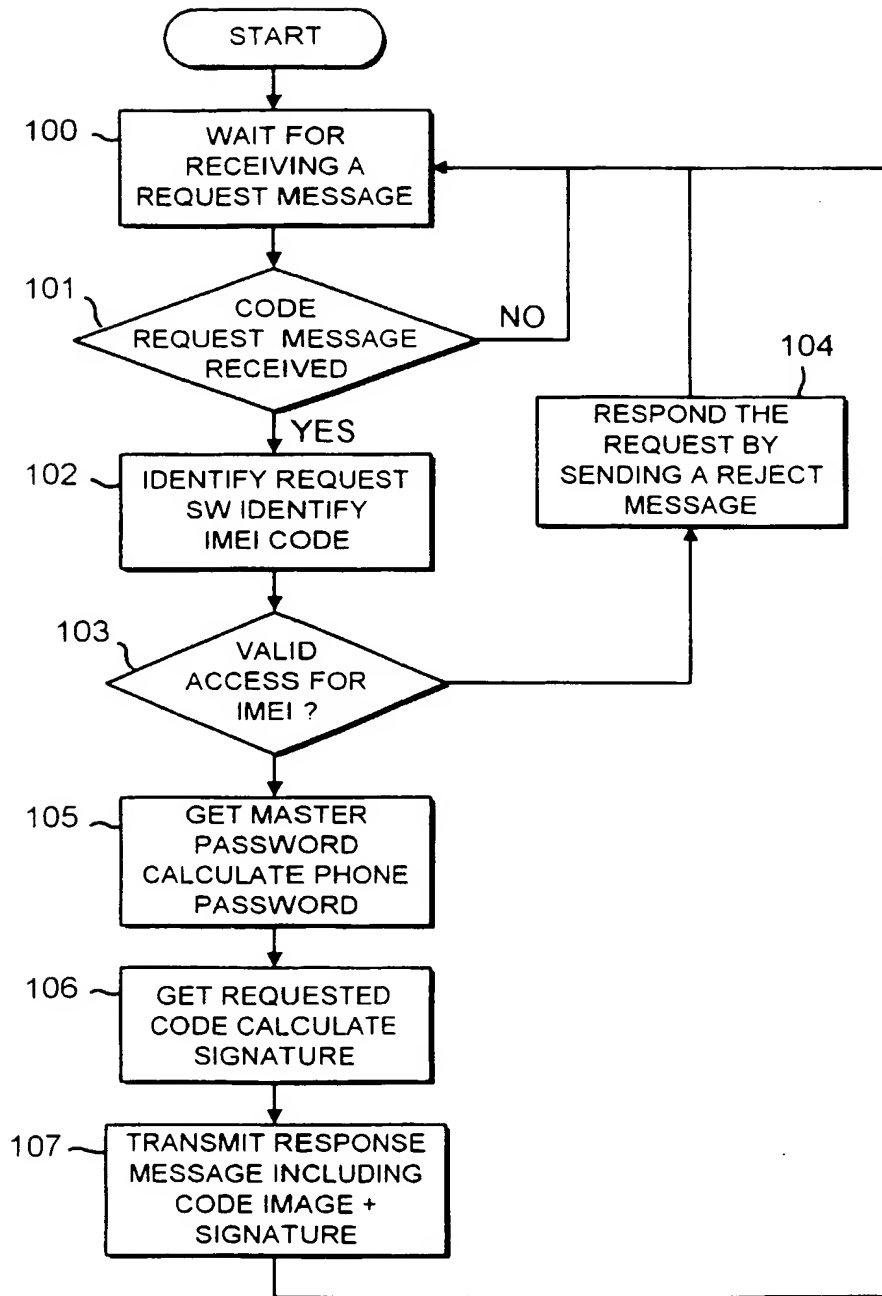 START
100
WAIT FOR
RECEIVING A
REQUEST MESSAGE
101
CODE
REQUEST MESSAGE
RECEIVED
NO
YES
104
RESPOND THE
REQUEST BY
SENDING A REJECT
MESSAGE
102
IDENTIFY REQUEST
SW IDENTIFY
IMEI CODE
103
VALID
ACCESS FOR
IMEI ?
105
GET MASTER
PASSWORD
CALCULATE PHONE
PASSWORD
106
GET REQUESTED
CODE CALCULATE
SIGNATURE
107
TRANSMIT RESPONSE
MESSAGE INCLUDING
CODE IMAGE +
SIGNATURE